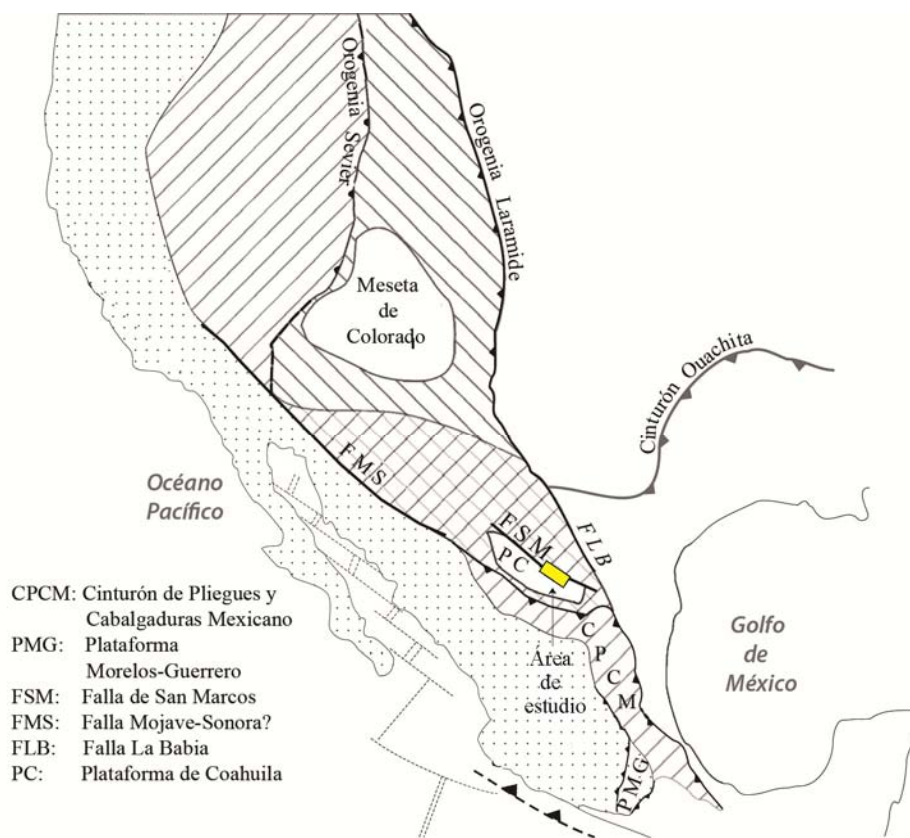 Orogenia Sevier
Orogenia Laramide
Meseta
de
Colorado
Cinturón Ouachita
FMS
Océano
Pacífico
FSM
FLB
PC
CPCM
Golfo
de
México
Área
de
estudio
PMG
CPCM: Cinturón de Pliegues y
Cabalgaduras Mexicano
PMG: Plataforma
Morelos-Guerrero
FSM: Falla de San Marcos
FMS: Falla Mojave-Sonora?
FLB: Falla La Babia
PC: Plataforma de Coahuila